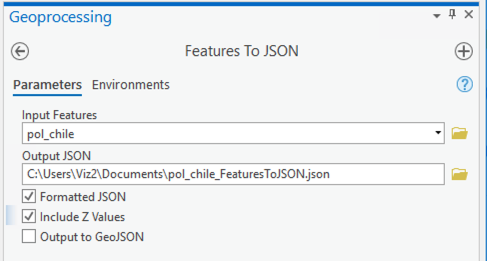 Geoprocessing
Features To JSON
Parameters Environments
Input Features
pol_chile
Output JSON
C:\Users\Viz2\Documents\pol_chile_FeaturesToJSON.json
Formatted JSON
Include Z Values
Output to GeoJSON